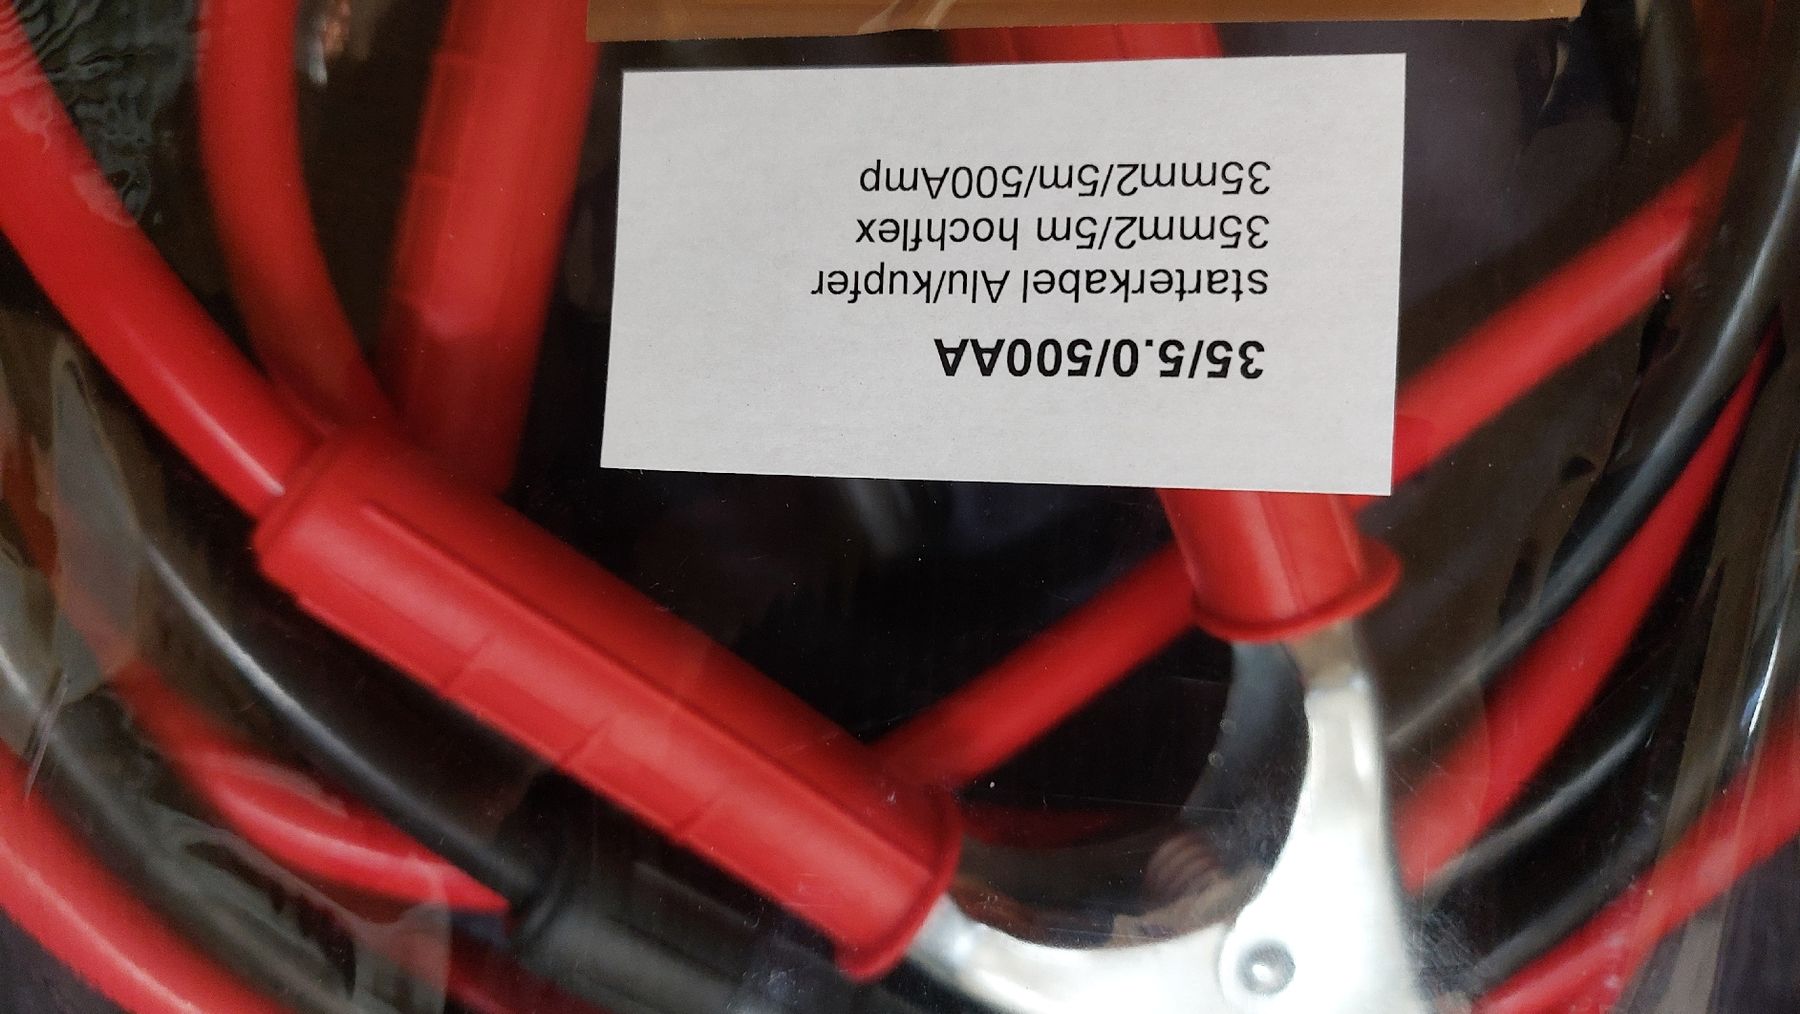 35/5.0/500AA
starterkabel Alu/kupfer
35mm2/5m hochflex
35mm2/5m/500Amp